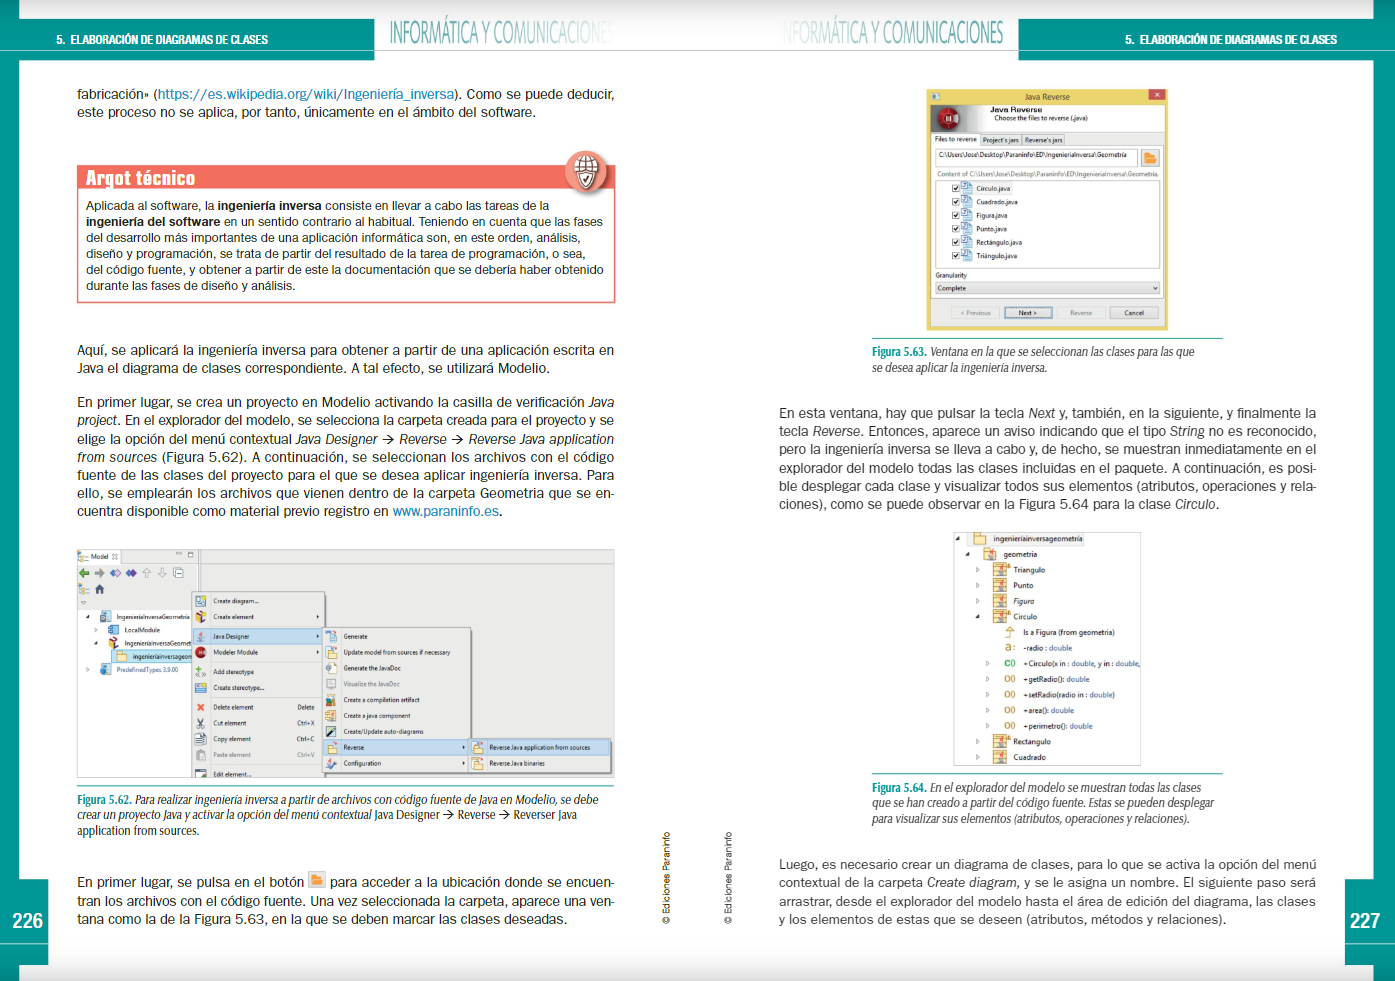 5. ELABORACIÓN DE DIAGRAMAS DE CLASES
INFORMÁTICA Y COMUNICACIONES
fabricación» (https://es.wikipedia.org/wiki/Ingeniería_inversa). Como se puede deducir,
este proceso no se aplica, por tanto, únicamente en el ámbito del software.
Argot técnico
Aplicada al software, la ingeniería inversa consiste en llevar a cabo las tareas de la
ingeniería del software en un sentido contrario al habitual. Teniendo en cuenta que las fases
del desarrollo más importantes de una aplicación informática son, en este orden, análisis,
diseño y programación, se trata de partir del resultado de la tarea de programación, o sea,
del código fuente, y obtener a partir de este la documentación que se debería haber obtenido
durante las fases de diseño y análisis.
Aquí, se aplicará la ingeniería inversa para obtener a partir de una aplicación escrita en
Java el diagrama de clases correspondiente. A tal efecto, se utilizará Modelio.
En primer lugar, se crea un proyecto en Modelio activando la casilla de verificación Java
project. En el explorador del modelo, se selecciona la carpeta creada para el proyecto y se
elige la opción del menú contextual Java Designer → Reverse → Reverse Java application
from sources (Figura 5.62). A continuación, se seleccionan los archivos con el código
fuente de las clases del proyecto para el que se desea aplicar ingeniería inversa. Para
ello, se emplearán los archivos que vienen dentro de la carpeta Geometria que se en-
cuentra disponible como material previo registro en www.paraninfo.es.
Model
IngenieriaInversaGeometria
LocalModule
IngenieriaInversaGeomet
ingenieriainversageom
PredefinedTypes 3.9.00
Create diagram...
Create element
Java Designer
Modeler Module
Add stereotype
Create stereotype...
Delete element Delete
Cut element Ctrl+X
Copy element Ctrl+C
Paste element Ctrl+V
Edit element...
Generate
Update model from sources if necessary
Generate the JavaDoc
Visualize the JavaDoc
Create a compilation artifact
Create a java component
Create/Update auto-diagrams
Reverse
Configuration
Reverse Java application from sources
Reverse Java binaries
Figura 5.62. Para realizar ingeniería inversa a partir de archivos con código fuente de Java en Modelio, se debe
crear un proyecto Java y activar la opción del menú contextual Java Designer → Reverse → Reverser Java
application from sources.
En primer lugar, se pulsa en el botón para acceder a la ubicación donde se encuen-
tran los archivos con el código fuente. Una vez seleccionada la carpeta, aparece una ven-
tana como la de la Figura 5.63, en la que se deben marcar las clases deseadas.
© Ediciones Paraninfo
226
INFORMÁTICA Y COMUNICACIONES
5. ELABORACIÓN DE DIAGRAMAS DE CLASES
Java Reverse
Java Reverse
Choose the files to reverse (.java)
Files to reverse Project's jars Reverse's jars
C:\Users\Jose\Desktop\Paraninfo\ED\IngenieriaInversa\Geometría
Content of C:\Users\Jose\Desktop\Paraninfo\ED\IngenieriaInversa\Geometría.
Círculo.java
Cuadrado.java
Figura.java
Punto.java
Rectángulo.java
Triángulo.java
Granularity
Complete
< Previous Next > Reverse Cancel
Figura 5.63. Ventana en la que se seleccionan las clases para las que
se desea aplicar la ingeniería inversa.
En esta ventana, hay que pulsar la tecla Next y, también, en la siguiente, y finalmente la
tecla Reverse. Entonces, aparece un aviso indicando que el tipo String no es reconocido,
pero la ingeniería inversa se lleva a cabo y, de hecho, se muestran inmediatamente en el
explorador del modelo todas las clases incluidas en el paquete. A continuación, es posi-
ble desplegar cada clase y visualizar todos sus elementos (atributos, operaciones y rela-
ciones), como se puede observar en la Figura 5.64 para la clase Circulo.
ingenieriainversageometría
geometria
Triangulo
Punto
Figura
Circulo
Is a Figura (from geometria)
a: -radio : double
C() +Circulo(x in : double, y in : double,
O() +getRadio(): double
O() +setRadio(radio in : double)
O() +area(): double
O() +perimetro(): double
Rectangulo
Cuadrado
Figura 5.64. En el explorador del modelo se muestran todas las clases
que se han creado a partir del código fuente. Estas se pueden desplegar
para visualizar sus elementos (atributos, operaciones y relaciones).
Luego, es necesario crear un diagrama de clases, para lo que se activa la opción del menú
contextual de la carpeta Create diagram, y se le asigna un nombre. El siguiente paso será
arrastrar, desde el explorador del modelo hasta el área de edición del diagrama, las clases
y los elementos de estas que se deseen (atributos, métodos y relaciones).
© Ediciones Paraninfo
227